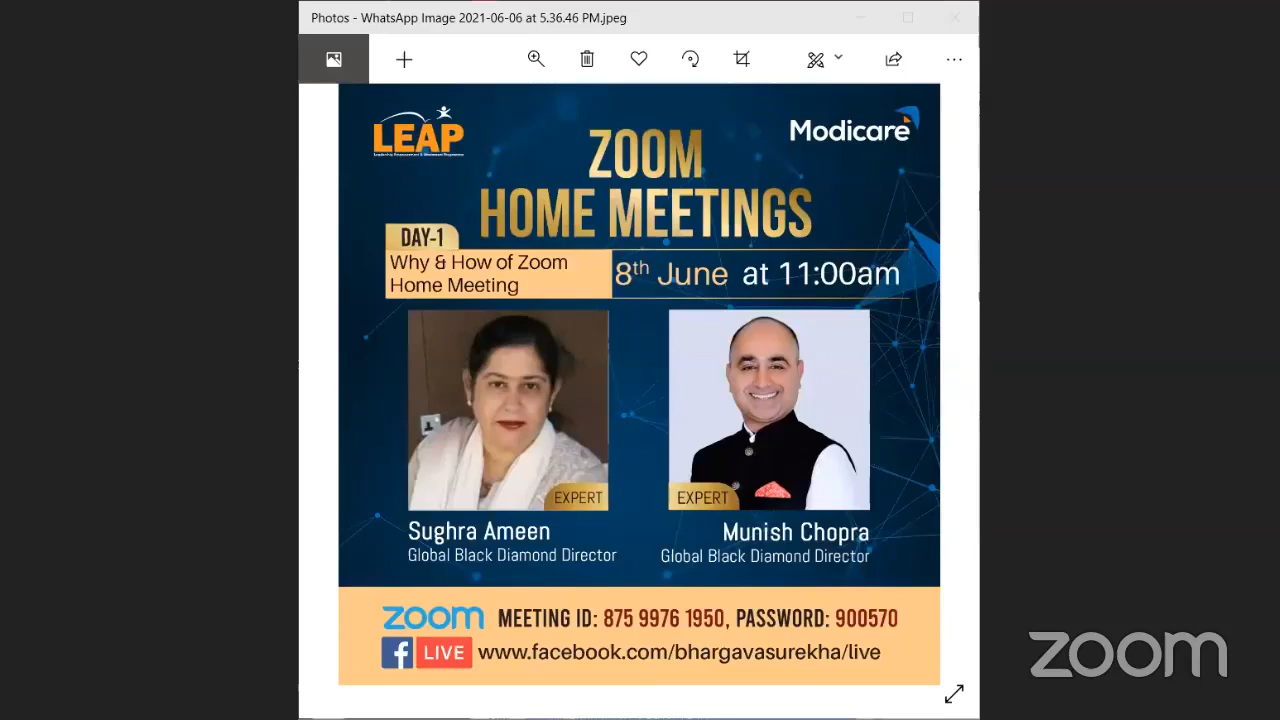 Photos - WhatsApp Image 2021-06-06 at 5.36.46 PM.jpeg
LEAP
Modicare
ZOOM
HOME MEETINGS
DAY-1
Why & How of Zoom
Home Meeting
8th June at 11:00am
EXPERT
EXPERT
Sughra Ameen
Global Black Diamond Director
Munish Chopra
Global Black Diamond Director
zoom MEETING ID: 875 9976 1950, PASSWORD: 900570
f LIVE www.facebook.com/bhargavasurekha/live
zoom